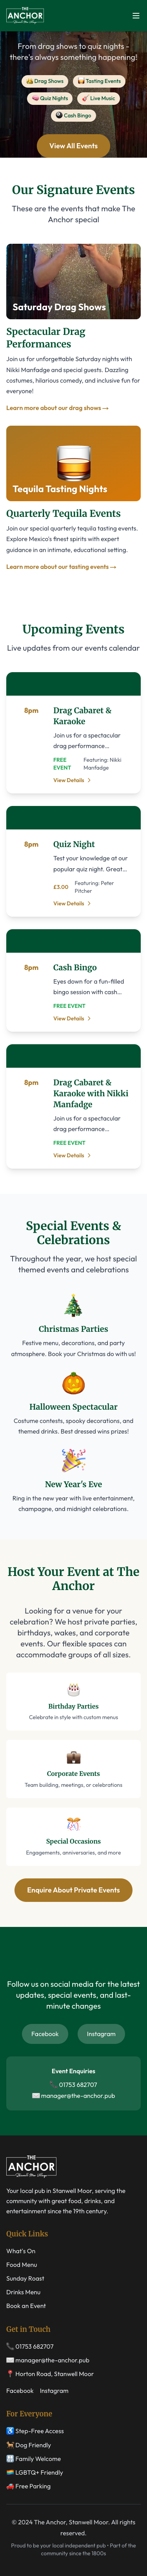 THE
ANCHOR
From drag shows to quiz nights -
there's always something happening!
Drag Shows
Tasting Events
Quiz Nights
Live Music
Cash Bingo
View All Events
Our Signature Events
These are the events that make The
Anchor special
Saturday Drag Shows
Spectacular Drag
Performances
Join us for unforgettable Saturday nights with
Nikki Manfadge and special guests. Dazzling
costumes, hilarious comedy, and inclusive fun for
everyone!
Learn more about our drag shows →
Tequila Tasting Nights
Quarterly Tequila Events
Join our special quarterly tequila tasting events.
Explore Mexico's finest spirits with expert
guidance in an intimate, educational setting.
Learn more about our tasting events →
Upcoming Events
Live updates from our events calendar
8pm
Drag Cabaret &
Karaoke
Join us for a spectacular
drag performance...
FREE
EVENT
Featuring: Nikki
Manfadge
View Details
8pm
Quiz Night
Test your knowledge at our
popular quiz night. Great...
£3.00
Featuring: Peter
Pitcher
View Details
8pm
Cash Bingo
Eyes down for a fun-filled
bingo session with cash...
FREE EVENT
View Details
8pm
Drag Cabaret &
Karaoke with Nikki
Manfadge
Join us for a spectacular
drag performance...
FREE EVENT
View Details
Special Events &
Celebrations
Throughout the year, we host special
themed events and celebrations
Christmas Parties
Festive menu, decorations, and party
atmosphere. Book your Christmas do with us!
Halloween Spectacular
Costume contests, spooky decorations, and
themed drinks. Best dressed wins prizes!
New Year's Eve
Ring in the new year with live entertainment,
champagne, and midnight celebrations.
Host Your Event at The
Anchor
Looking for a venue for your
celebration? We host private parties,
birthdays, wakes, and corporate
events. Our flexible spaces can
accommodate groups of all sizes.
Birthday Parties
Celebrate in style with custom menus
Corporate Events
Team building, meetings, or celebrations
Special Occasions
Engagements, anniversaries, and more
Enquire About Private Events
Follow us on social media for the latest
updates, special events, and last-
minute changes
Facebook
Instagram
Event Enquiries
01753 682707
manager@the-anchor.pub
THE
ANCHOR
Your local pub in Stanwell Moor, serving the
community with great food, drinks, and
entertainment since the 19th century.
Quick Links
What's On
Food Menu
Sunday Roast
Drinks Menu
Book an Event
Get in Touch
01753 682707
manager@the-anchor.pub
Horton Road, Stanwell Moor
Facebook Instagram
For Everyone
Step-Free Access
Dog Friendly
Family Welcome
LGBTQ+ Friendly
Free Parking
© 2024 The Anchor, Stanwell Moor. All rights
reserved.
Proud to be your local independent pub • Part of the
community since the 1800s